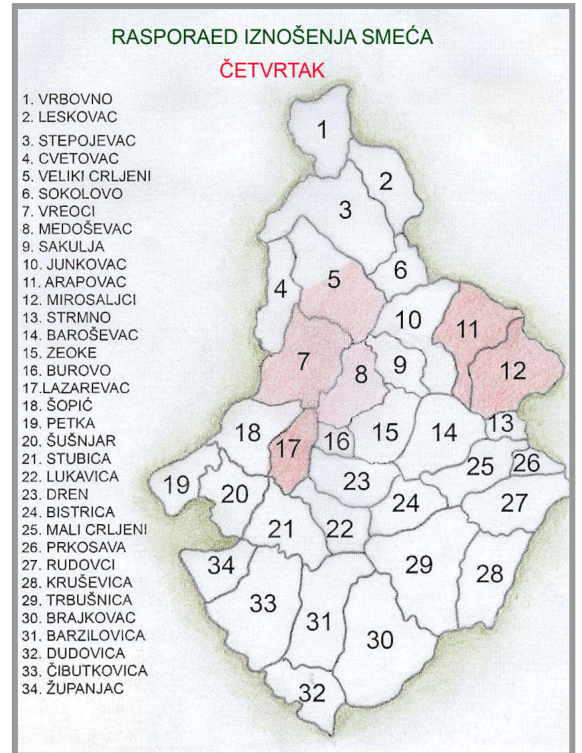 RASPORAED IZNOŠENJA SMEĆA
ČETVRTAK
1. VRBOVNO
2. LESKOVAC
3. STEPOJEVAC
4. CVETOVAC
5. VELIKI CRLJENI
6. SOKOLOVO
7. VREOCI
8. MEDOŠEVAC
9. SAKULJA
10. JUNKOVAC
11. ARAPOVAC
12. MIROSALJCI
13. STRMNO
14. BAROŠEVAC
15. ZEOKE
16. BUROVO
17.LAZAREVAC
18. ŠOPIĆ
19. PETKA
20. ŠUŠNJAR
21. STUBICA
22. LUKAVICA
23. DREN
24. BISTRICA
25. MALI CRLJENI
26. PRKOSAVA
27. RUDOVCI
28. KRUŠEVICA
29. TRBUŠNICA
30. BRAJKOVAC
31. BARZILOVICA
32. DUDOVICA
33. ČIBUTKOVICA
34. ŽUPANJAC
1
2
3
6
5
4
10
11
7
8
9
12
18
17
16
15
14
13
19
20
23
25
26
24
27
21
22
34
29
28
33
31
30
32